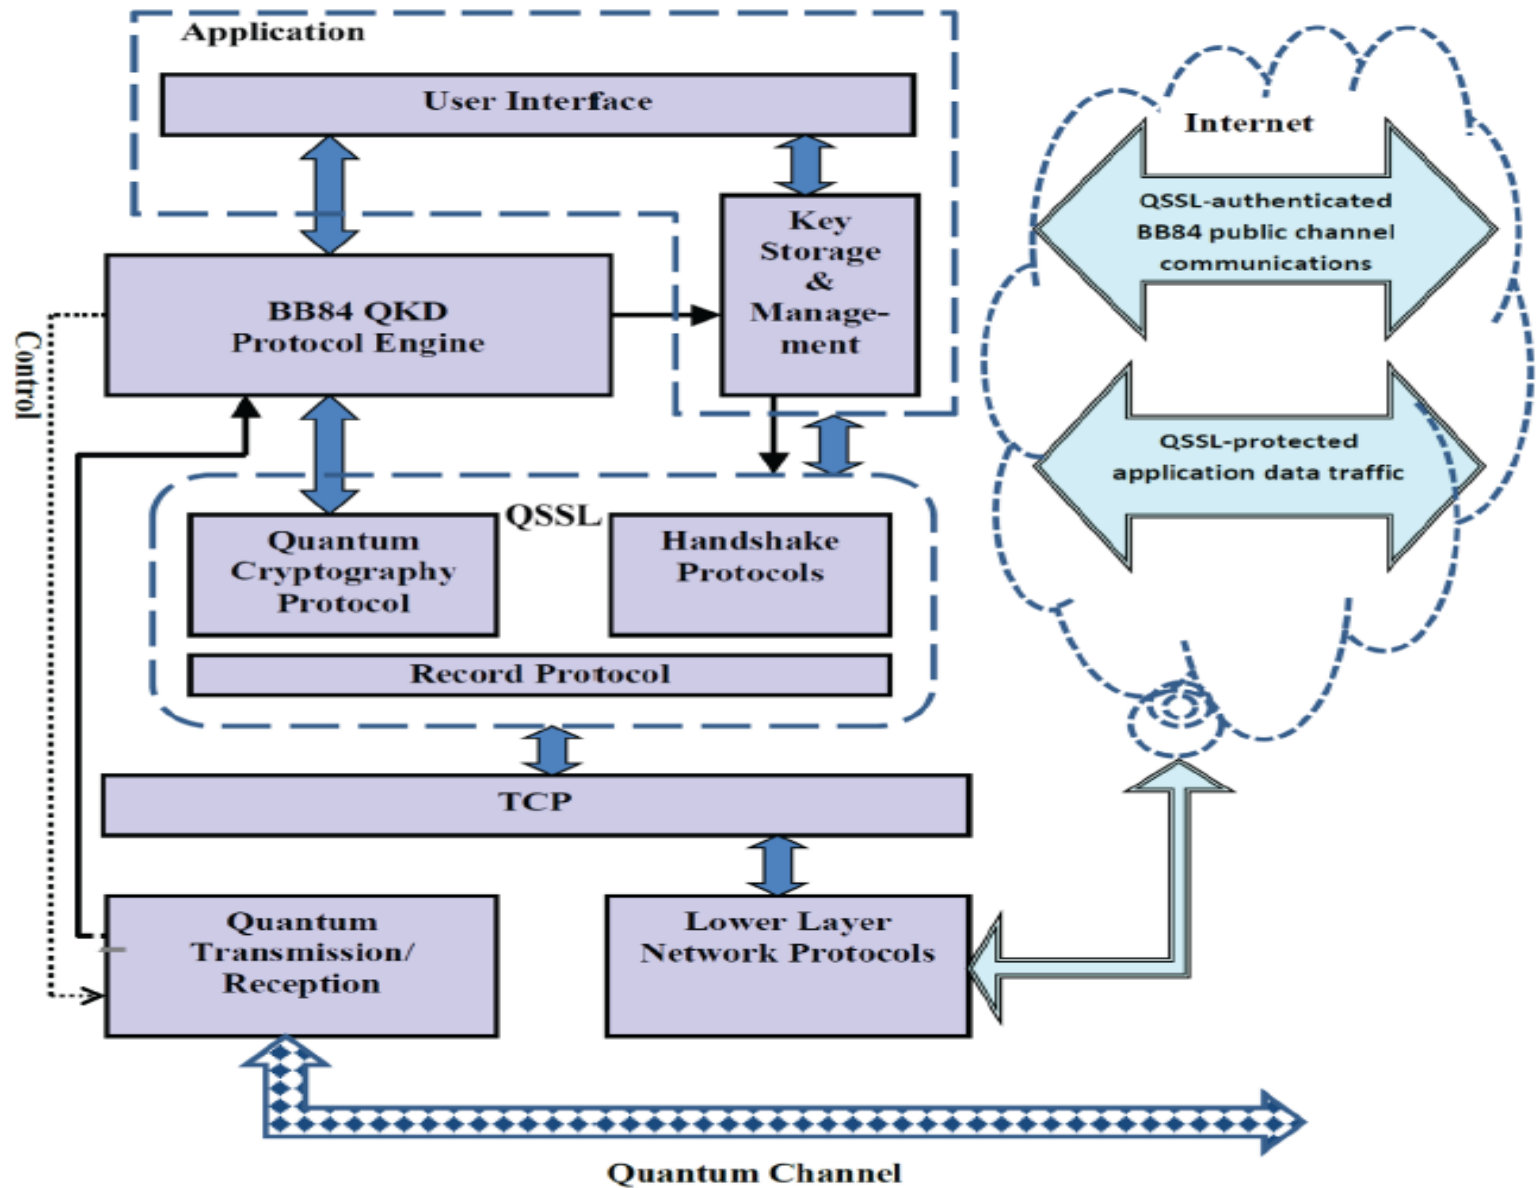 Application
User Interface
Internet
QSSL-authenticated
BB84 public channel
communications
Key
Storage
&
Manage-
ment
BB84 QKD
Protocol Engine
Control
QSSL-protected
application data traffic
QSSL
Quantum
Cryptography
Protocol
Handshake
Protocols
Record Protocol
TCP
Quantum
Transmission/
Reception
Lower Layer
Network Protocols
Quantum Channel